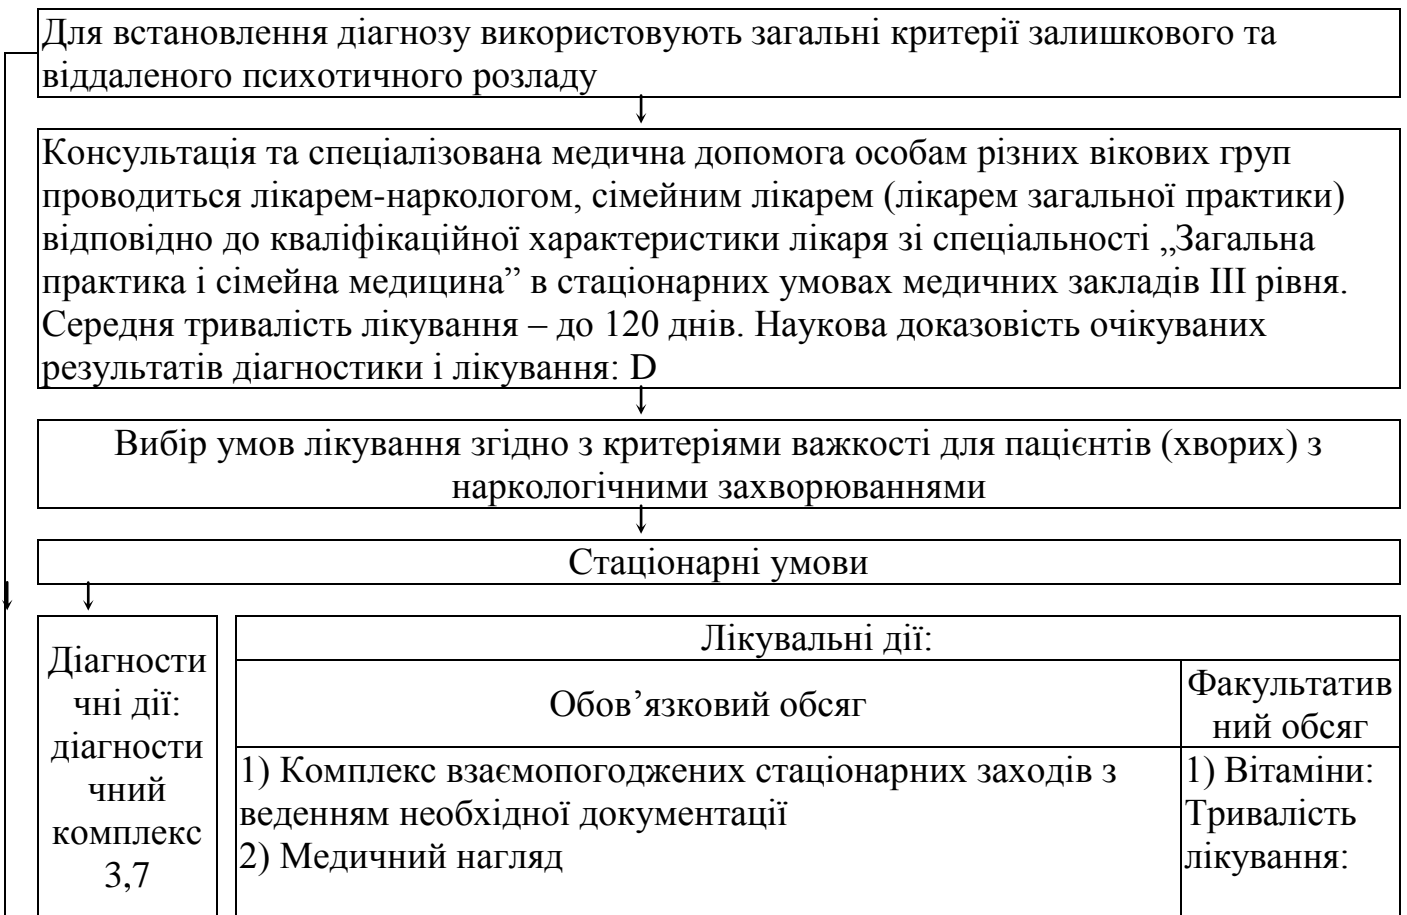 Для встановлення діагнозу використовують загальні критерії залишкового та
віддаленого психотичного розладу
Консультація та спеціалізована медична допомога особам різних вікових груп
проводиться лікарем-наркологом, сімейним лікарем (лікарем загальної практики)
відповідно до кваліфікаційної характеристики лікаря зі спеціальності „Загальна
практика і сімейна медицина” в стаціонарних умовах медичних закладів III рівня.
Середня тривалість лікування – до 120 днів. Наукова доказовість очікуваних
результатів діагностики і лікування: D
Вибір умов лікування згідно з критеріями важкості для пацієнтів (хворих) з
наркологічними захворюваннями
Стаціонарні умови
Діагности
чні дії:
діагности
чний
комплекс
3,7
Лікувальні дії:
Обов’язковий обсяг
Факультатив
ний обсяг
1) Комплекс взаємопогоджених стаціонарних заходів з
веденням необхідної документації
2) Медичний нагляд
1) Вітаміни:
Тривалість
лікування: